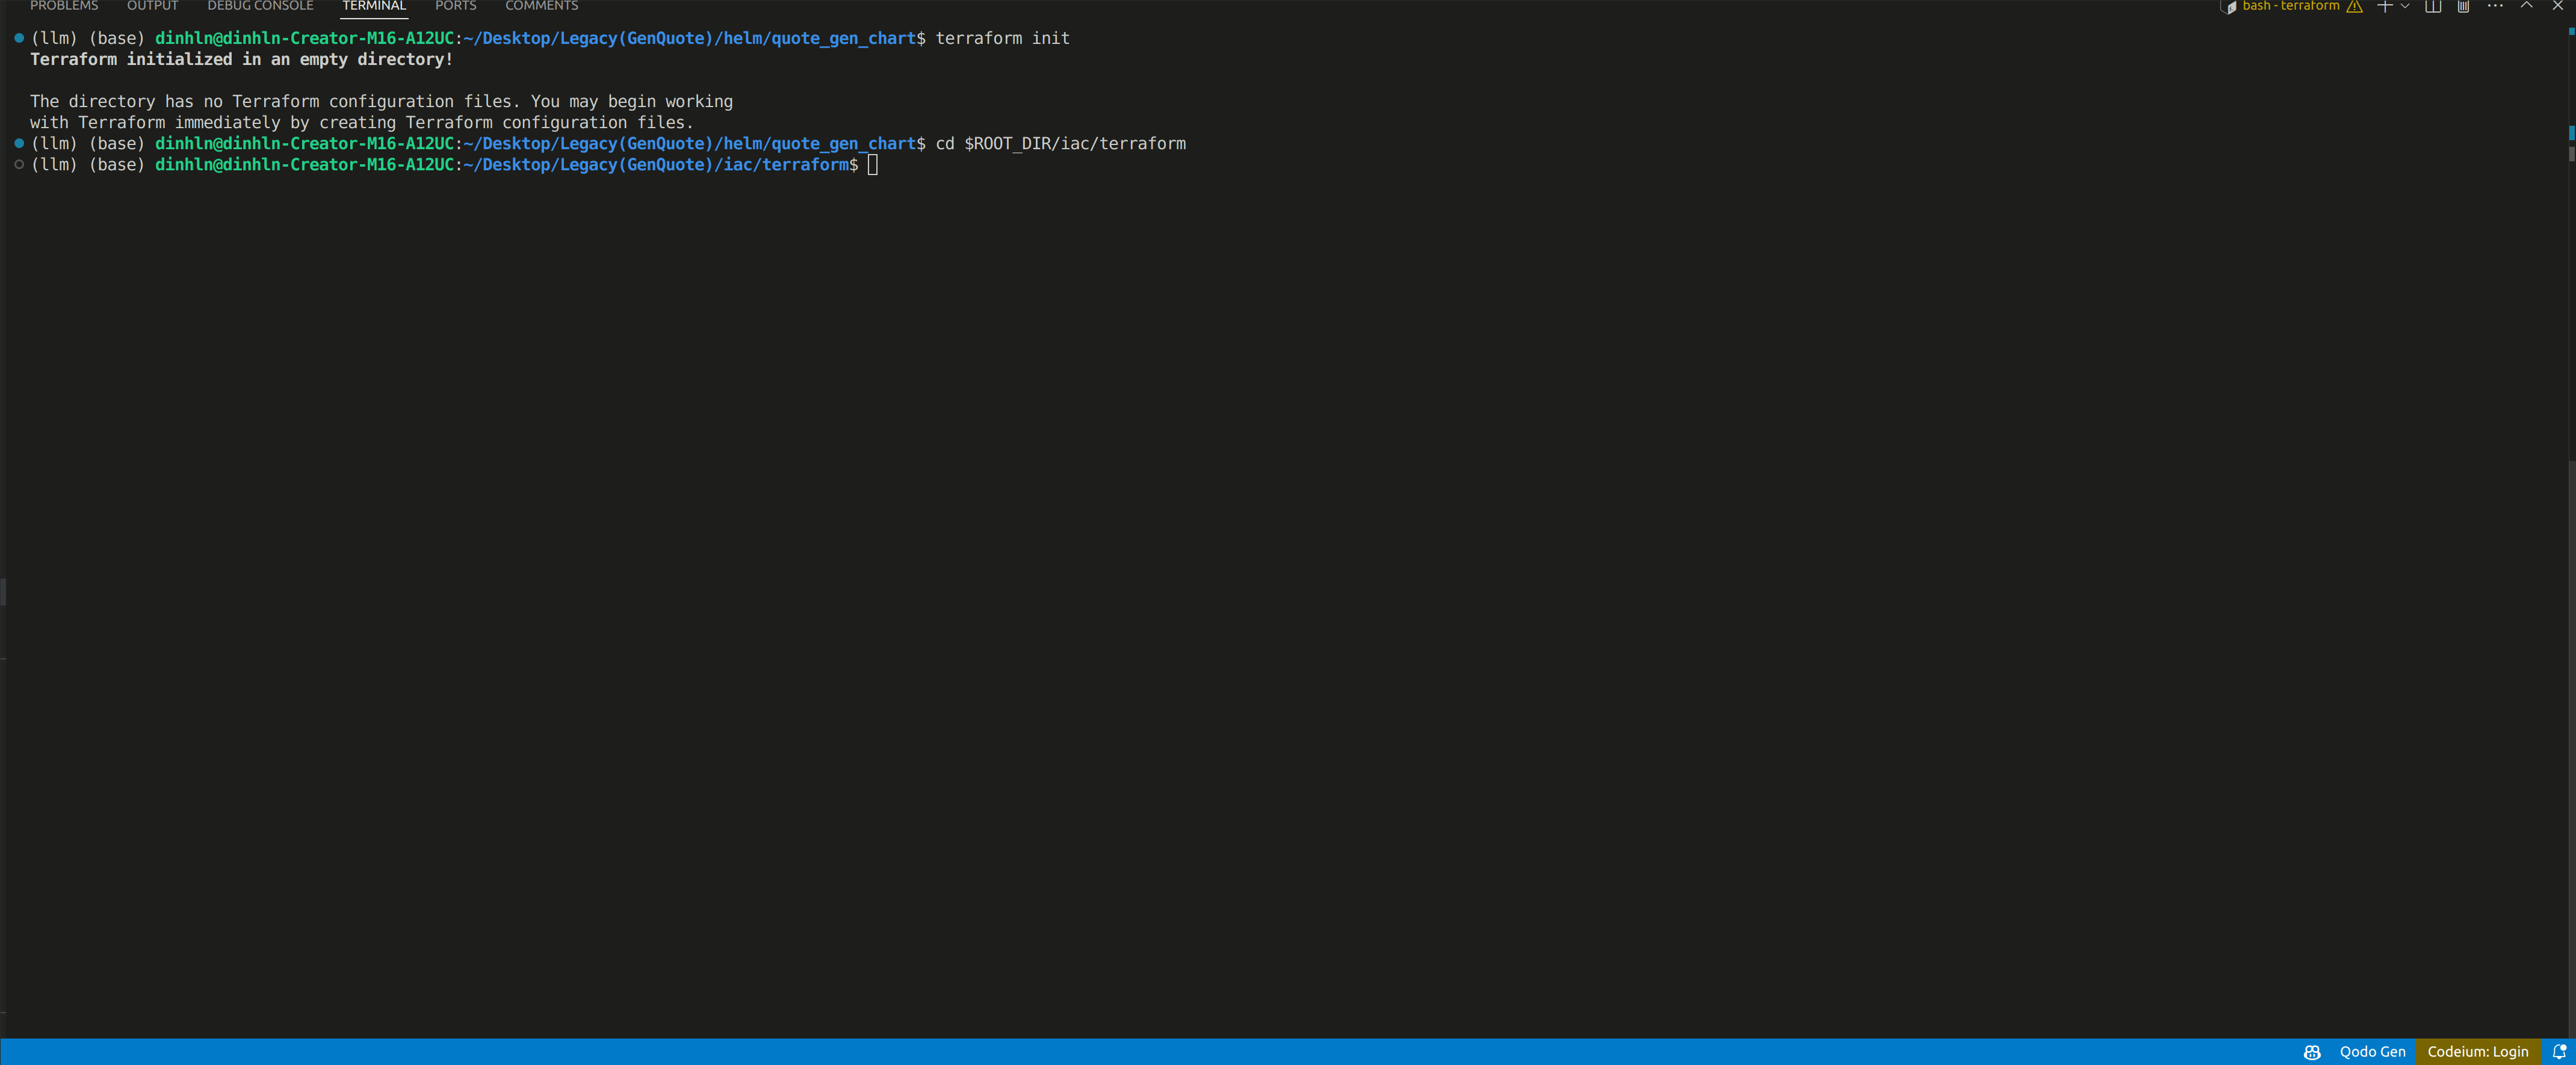 PROBLEMS OUTPUT DEBUG CONSOLE TERMINAL PORTS COMMENTS bash - terraform
(llm) (base) dinhln@dinhln-Creator-M16-A12UC:~/Desktop/Legacy(GenQuote)/helm/quote_gen_chart$ terraform init
Terraform initialized in an empty directory!
The directory has no Terraform configuration files. You may begin working
with Terraform immediately by creating Terraform configuration files.
(llm) (base) dinhln@dinhln-Creator-M16-A12UC:~/Desktop/Legacy(GenQuote)/helm/quote_gen_chart$ cd $ROOT_DIR/iac/terraform
(llm) (base) dinhln@dinhln-Creator-M16-A12UC:~/Desktop/Legacy(GenQuote)/iac/terraform$
Qodo Gen Codeium: Login